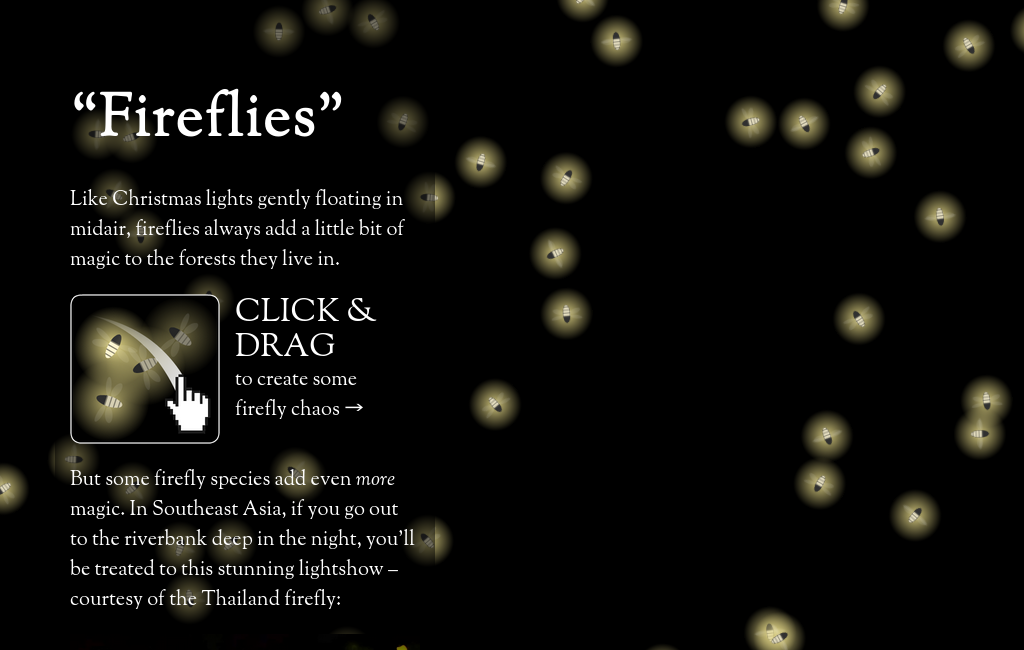 “Fireflies”
Like Christmas lights gently floating in
midair, fireflies always add a little bit of
magic to the forests they live in.
CLICK &
DRAG
to create some
firefly chaos →
But some firefly species add even more
magic. In Southeast Asia, if you go out
to the riverbank deep in the night, you’ll
be treated to this stunning lightshow –
courtesy of the Thailand firefly: